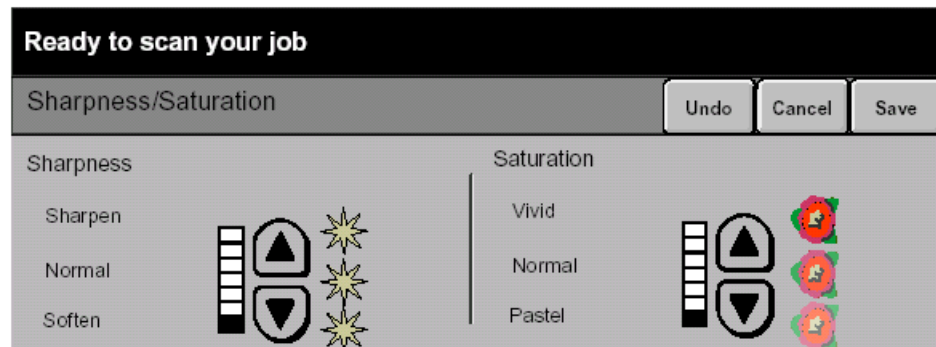 Ready to scan your job
Sharpness/Saturation
Undo
Cancel
Save
Sharpness
Sharpen
Normal
Soften
Saturation
Vivid
Normal
Pastel